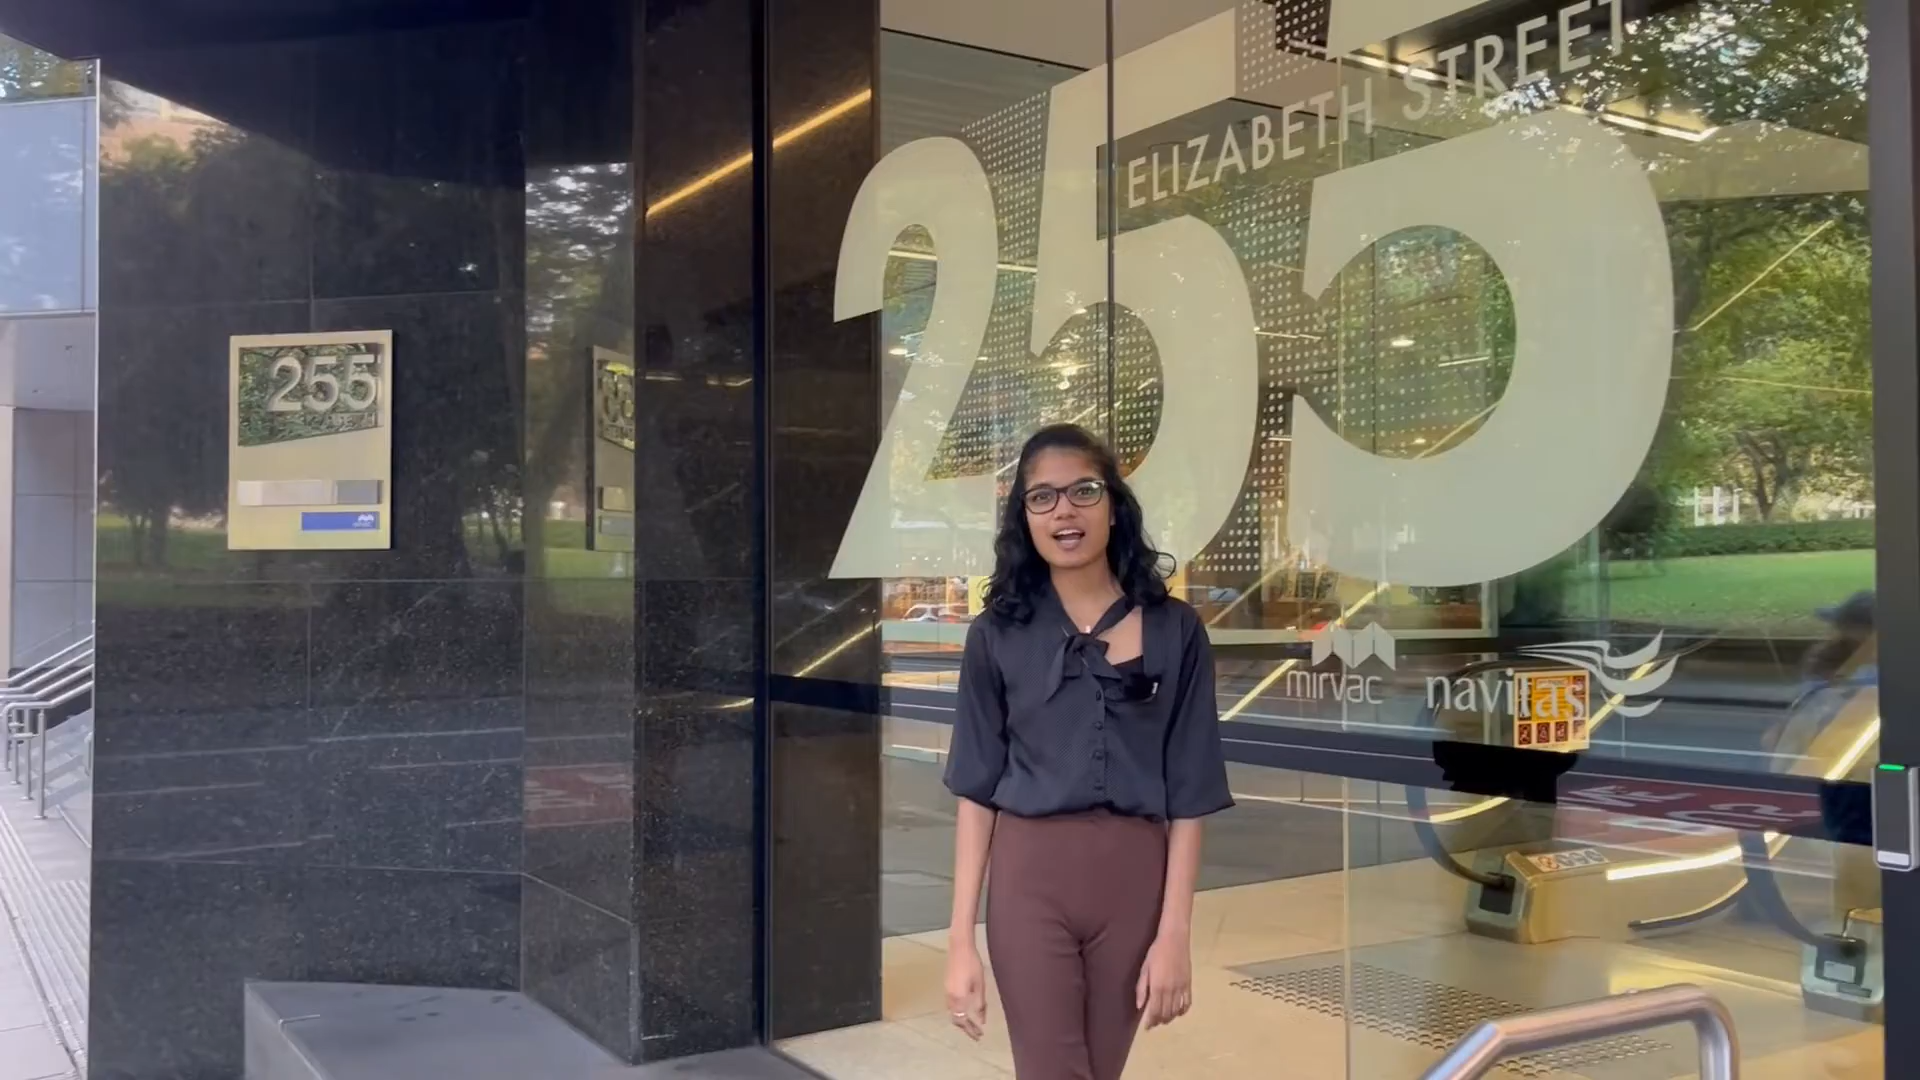 255
ELIZABETH STREET
255
mirvac
navitas